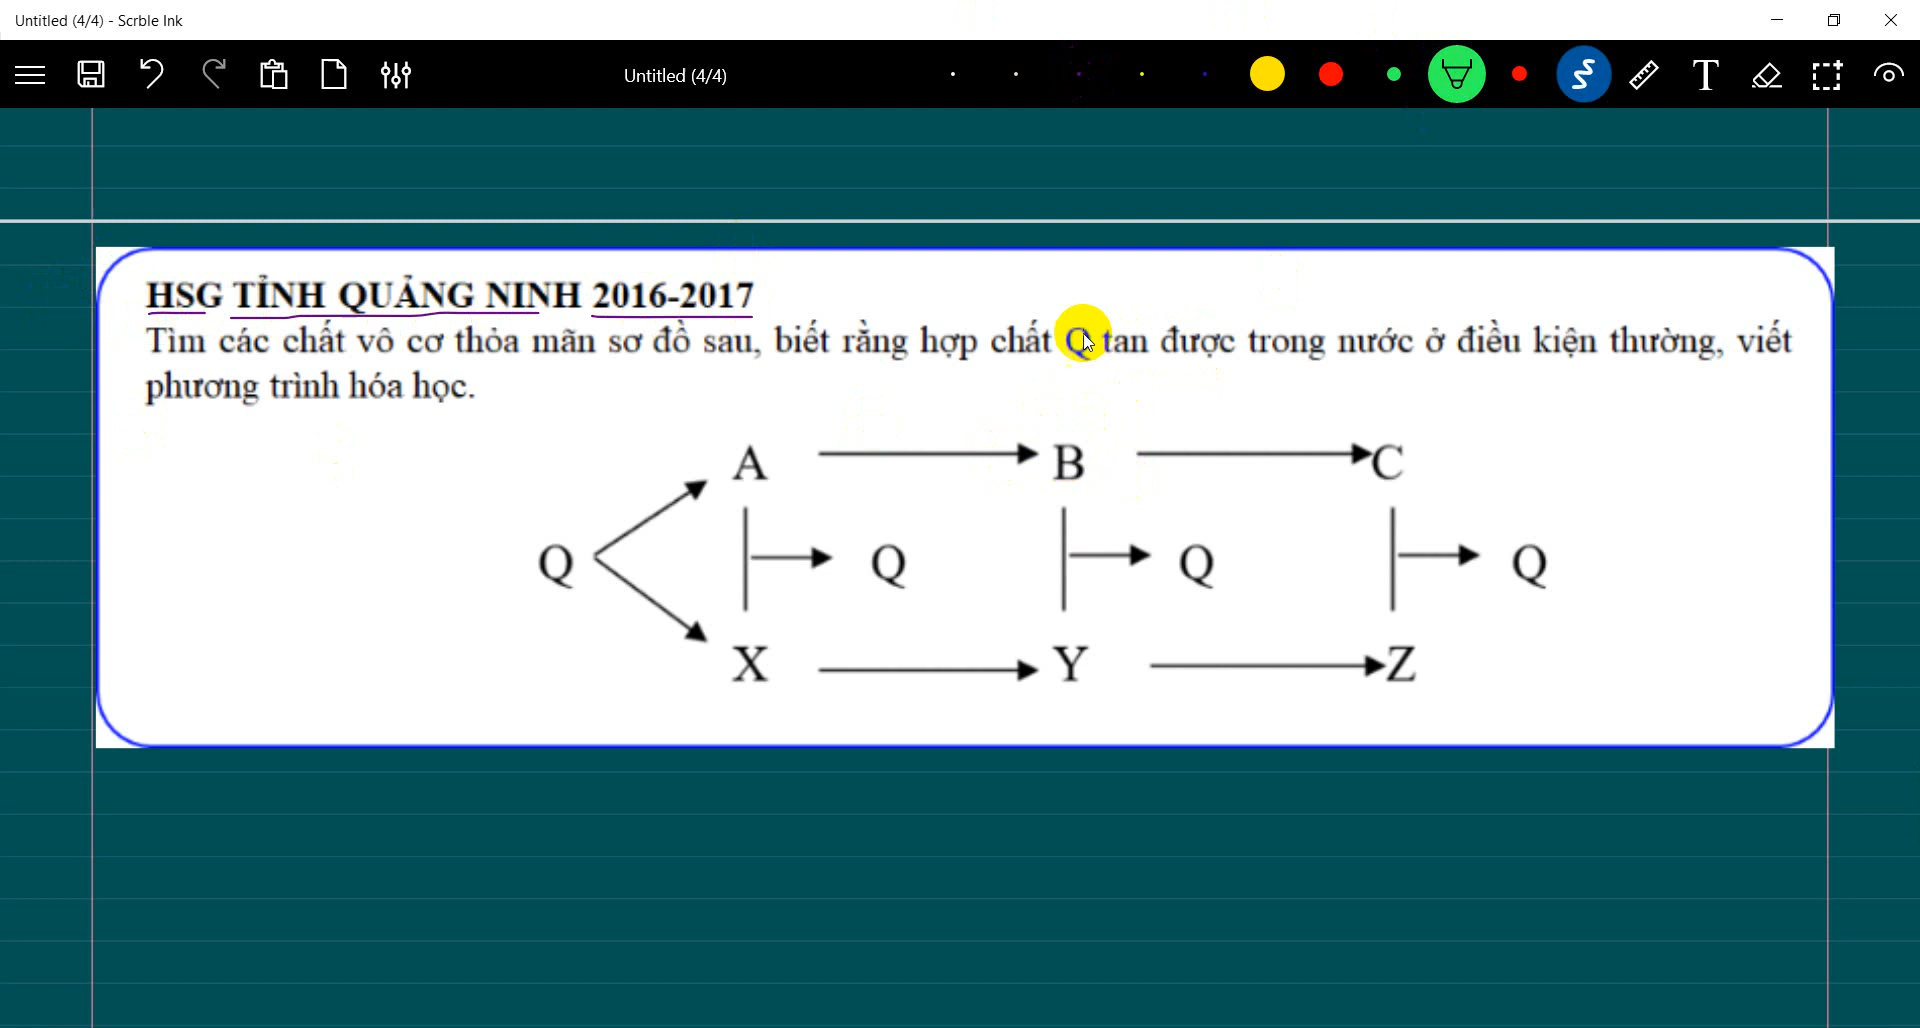 Untitled (4/4) - Scrble Ink
Untitled (4/4)
T
HSG TỈNH QUẢNG NINH 2016-2017
Tìm các chất vô cơ thỏa mãn sơ đồ sau, biết rằng hợp chất Q tan được trong nước ở điều kiện thường, viết
phương trình hóa học.
A B C
Q Q Q Q
X Y Z